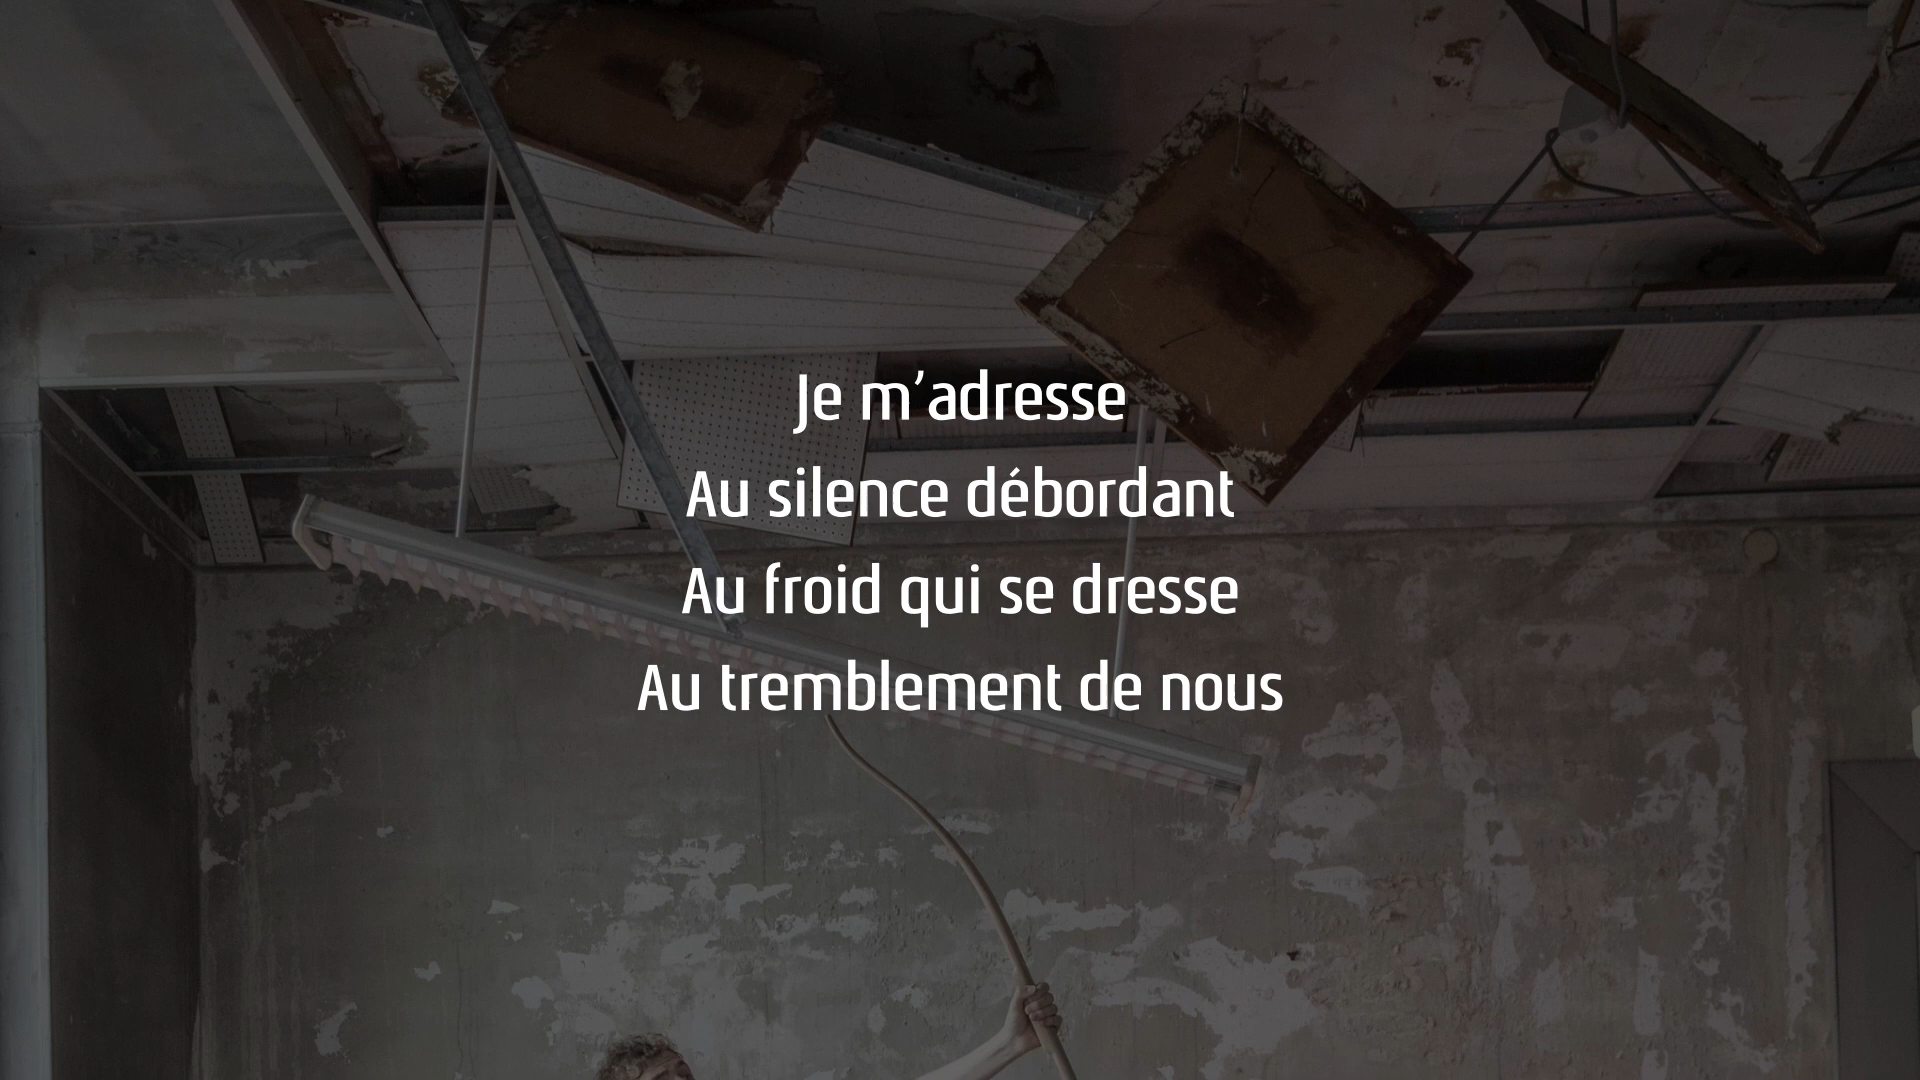 Je m’adresse
Au silence débordant
Au froid qui se dresse
Au tremblement de nous